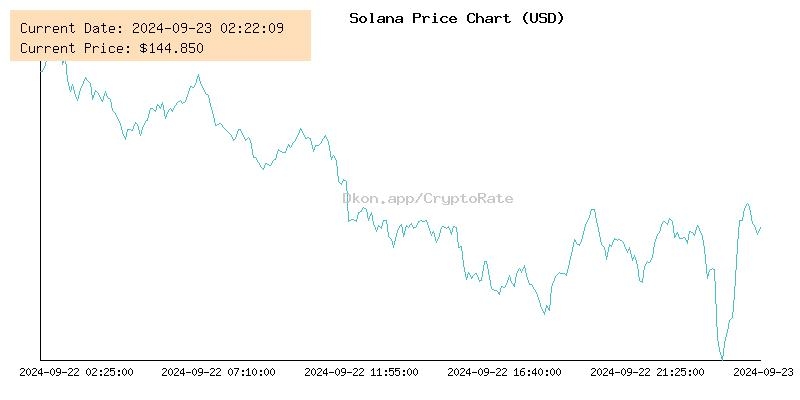 Solana Price Chart (USD)
Current Date: 2024-09-23 02:22:09
Current Price: $144.850
Dkon.app/CryptoRate
2024-09-22 02:25:00
2024-09-22 07:10:00
2024-09-22 11:55:00
2024-09-22 16:40:00
2024-09-22 21:25:00
2024-09-23